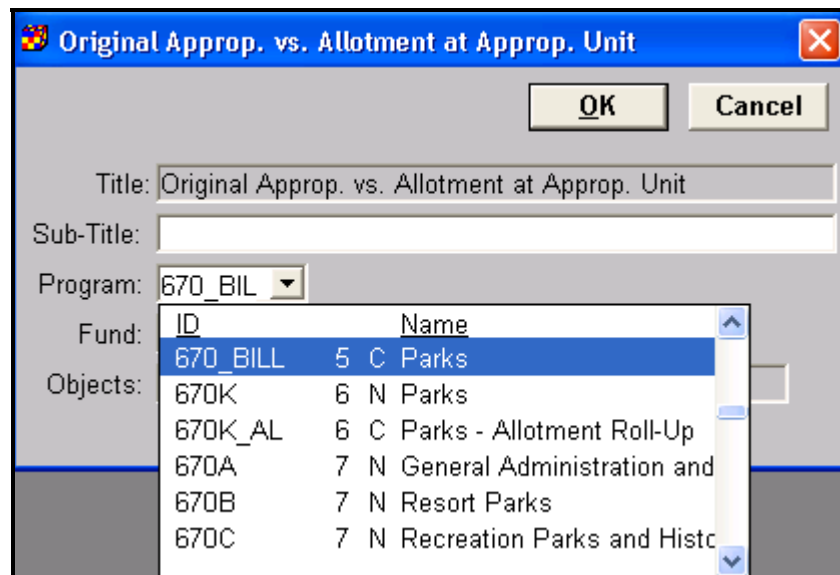 Original Approp. vs. Allotment at Approp. Unit
OK Cancel
Title: Original Approp. vs. Allotment at Approp. Unit
Sub-Title:
Program: 670_BIL
Fund:
ID Name
670_BILL 5 C Parks
Objects:
670K 6 N Parks
670K_AL 6 C Parks - Allotment Roll-Up
670A 7 N General Administration and
670B 7 N Resort Parks
670C 7 N Recreation Parks and Histo